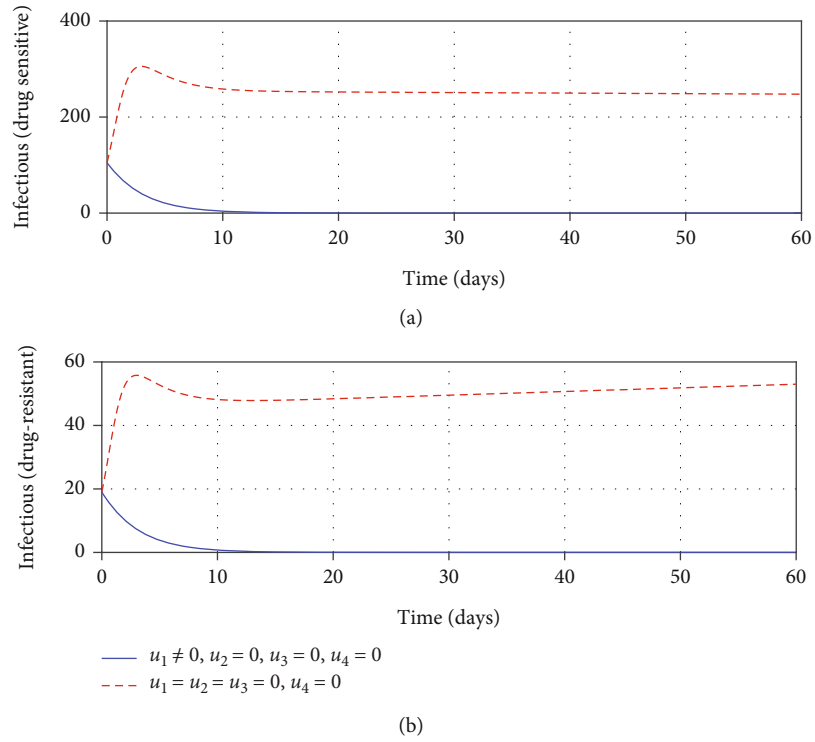 400
200
0
Infectious (drug sensitive)
0 10 20 30 40 50 60
Time (days)
(a)
60
40
20
0
Infectious (drug-resistant)
0 10 20 30 40 50 60
Time (days)
u₁ ≠ 0, u₂ = 0, u₃ = 0, u₄ = 0
u₁ = u₂ = u₃ = 0, u₄ = 0
(b)